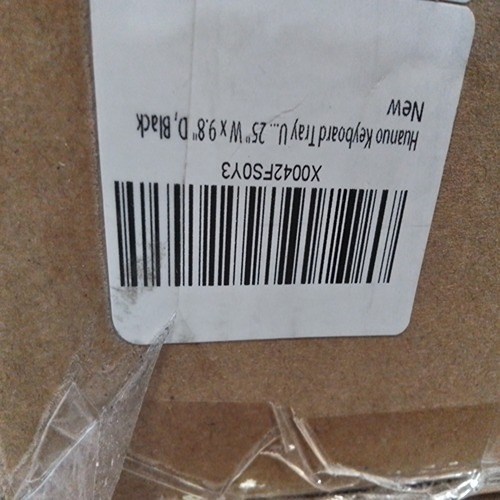 X0042FS0Y3
Huanuo Keyboard Tray U... 25" W x 9.8" D, Black
New